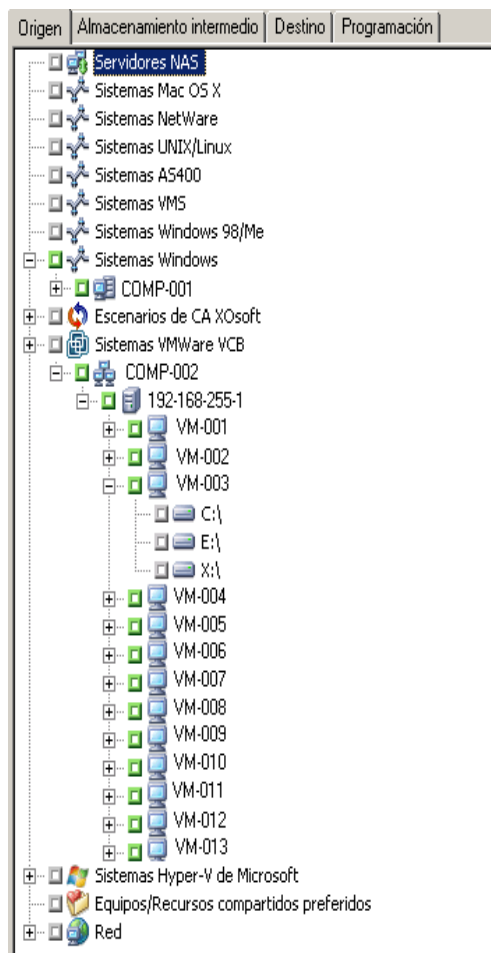 Origen Almacenamiento intermedio Destino Programación
Servidores NAS
Sistemas Mac OS X
Sistemas NetWare
Sistemas UNIX/Linux
Sistemas AS400
Sistemas VMS
Sistemas Windows 98/Me
Sistemas Windows
COMP-001
Escenarios de CA XOsoft
Sistemas VMWare VCB
COMP-002
192-168-255-1
VM-001
VM-002
VM-003
C:\
E:\
X:\
VM-004
VM-005
VM-006
VM-007
VM-008
VM-009
VM-010
VM-011
VM-012
VM-013
Sistemas Hyper-V de Microsoft
Equipos/Recursos compartidos preferidos
Red